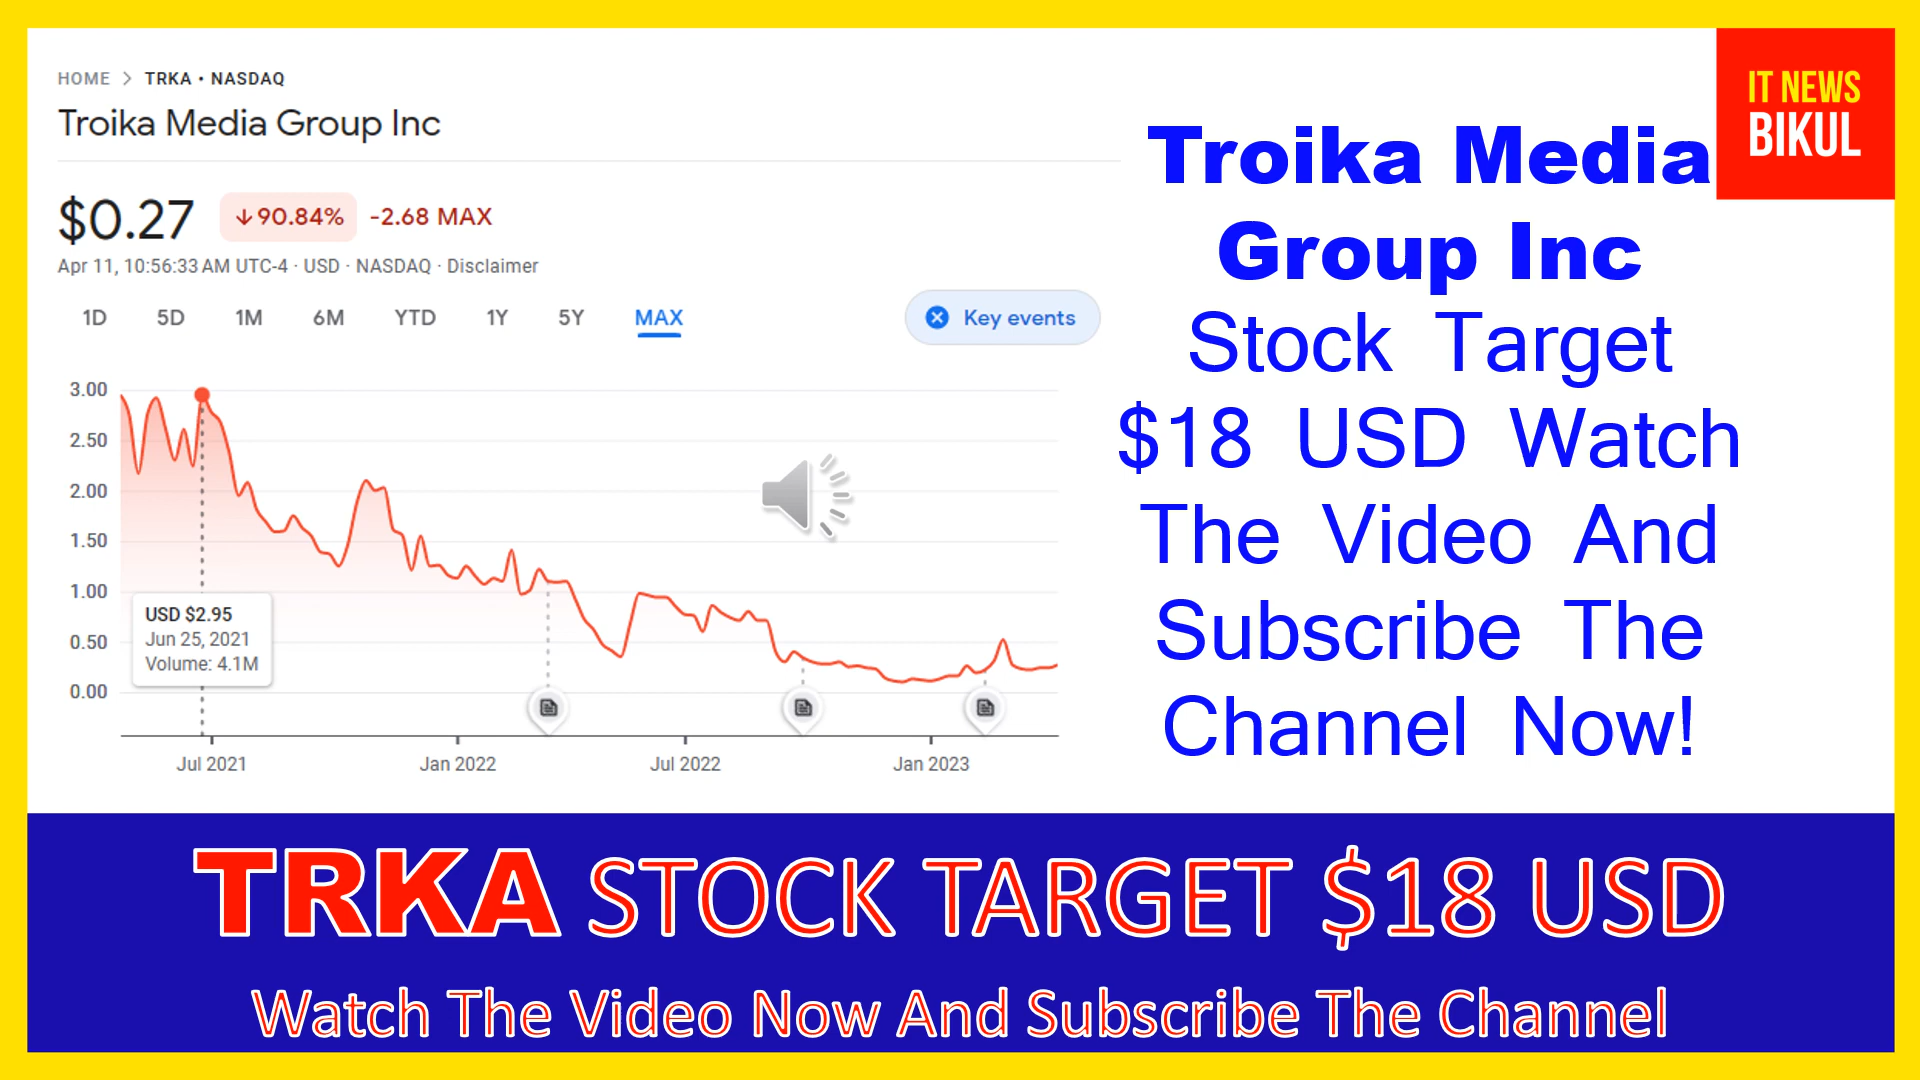 HOME > TRKA • NASDAQ
Troika Media Group Inc
$0.27 ↓90.84% -2.68 MAX
Apr 11, 10:56:33 AM UTC-4 · USD · NASDAQ · Disclaimer
1D 5D 1M 6M YTD 1Y 5Y MAX
Key events
3.00
2.50
2.00
1.50
1.00
0.50
0.00
USD $2.95
Jun 25, 2021
Volume: 4.1M
Jul 2021 Jan 2022 Jul 2022 Jan 2023
IT NEWS
BIKUL
Troika Media
Group Inc
Stock Target
$18 USD Watch
The Video And
Subscribe The
Channel Now!
TRKA STOCK TARGET $18 USD
Watch The Video Now And Subscribe The Channel